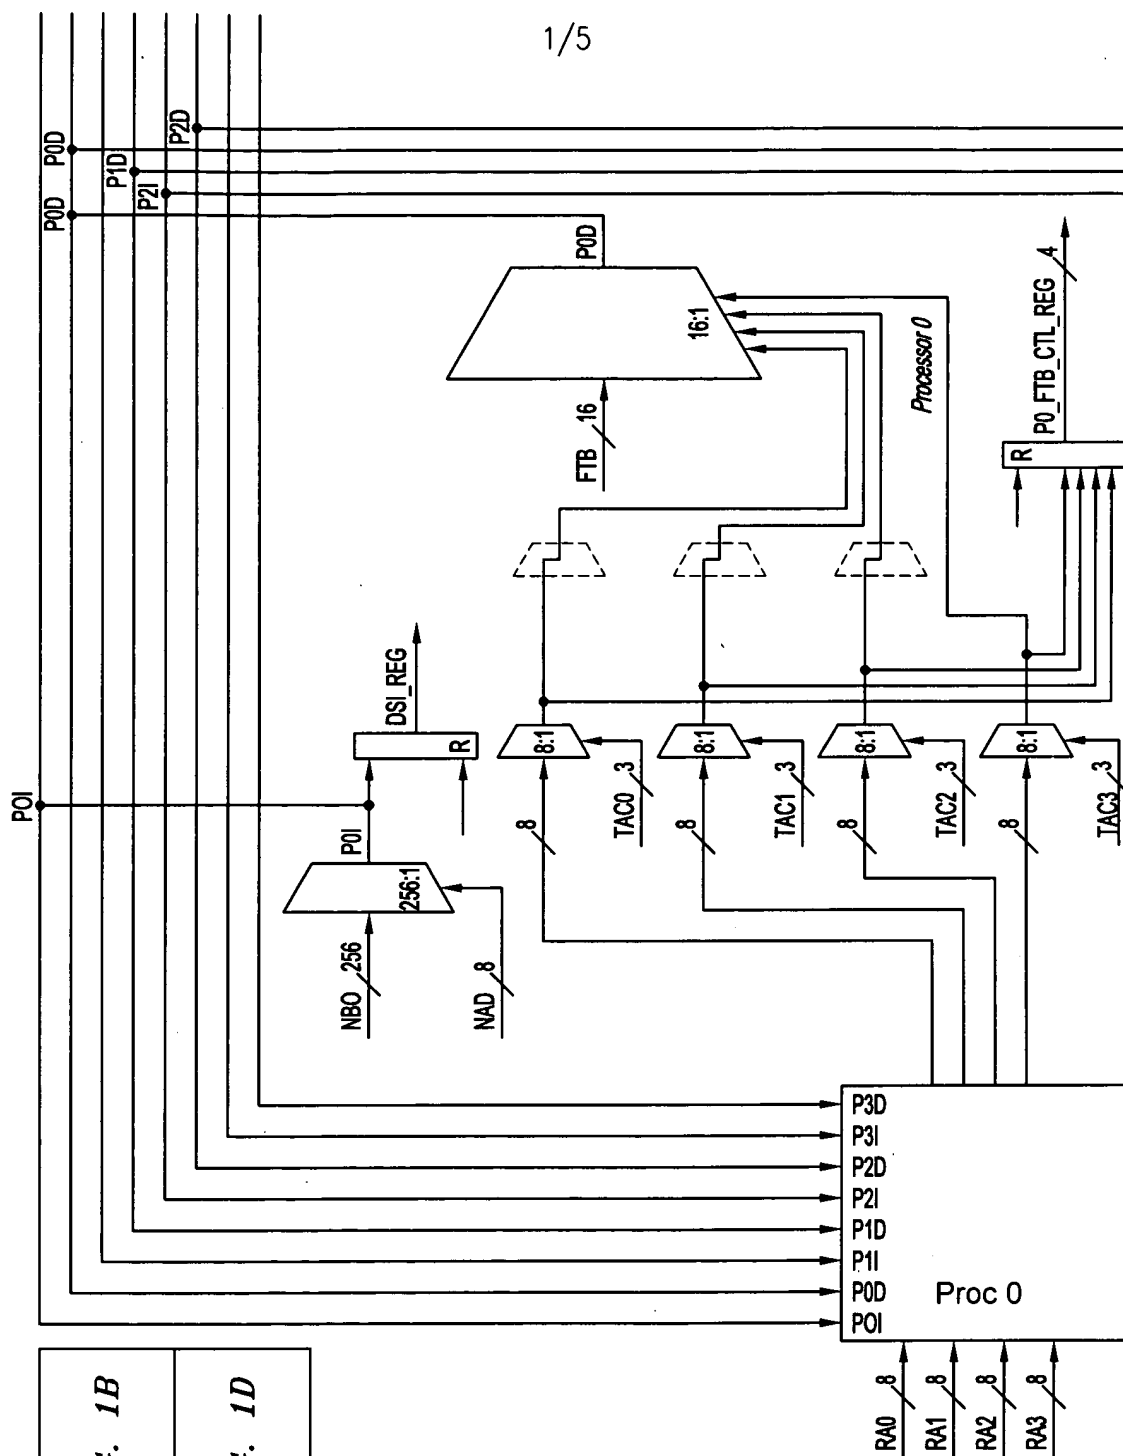 1/5
P0D
P0D
P1D
P2I
P2D
POI
P0D
16:1
FTB 16
Processor 0
P0_FTB_CTL_REG 4
R
DSI_REG
R
P0I
256:1
NBO 256
NAD 8
8:1
8:1
8:1
8:1
8
8
8
8
TAC0 3
TAC1 3
TAC2 3
TAC3 3
P3D
P3I
P2D
P2I
P1D
P1I
P0D
POI
Proc 0
RA0 8
RA1 8
RA2 8
RA3 8
1B
1D